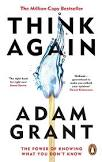 The Million Copy Bestseller
THINK
AGAIN
ADAM
GRANT
THE POWER OF KNOWING
WHAT YOU DON'T KNOW